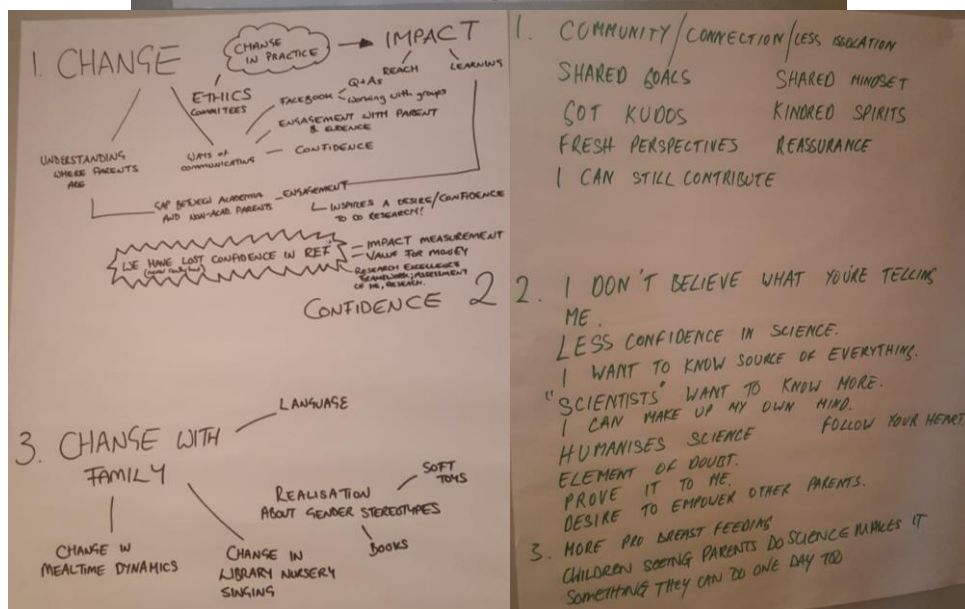 1. CHANGE
CHANGE
IN PRACTICE
IMPACT
REACH
LEARNING
ETHICS
COMMITTEES
FACEBOOK
Q+As
Working with groups
ENGAGEMENT WITH PARENT
& EVIDENCE
CONFIDENCE
WAYS OF
COMMUNICATING
UNDERSTANDING
WHERE PARENTS
ARE
GAP BETWEEN ACADEMIA
AND NON-ACAD. PARENTS
ENGAGEMENT
INSPIRES A DESIRE/CONFIDENCE
TO DO RESEARCH!
WE HAVE LOST CONFIDENCE IN REF
IMPACT MEASUREMENT
VALUE FOR MONEY
RESEARCH EXCELLENCE
FRAMEWORK; ASSESSMENT
OF HE, RESEARCH.
CONFIDENCE 2
3. CHANGE WITH
FAMILY
LANGUAGE
REALISATION
ABOUT GENDER STEREOTYPES
SOFT
TOYS
BOOKS
CHANGE IN
MEALTIME DYNAMICS
CHANGE IN
LIBRARY NURSERY
SINGING
1. COMMUNITY/CONNECTION/LESS ISOLATION
SHARED GOALS SHARED MINDSET
GOT KUDOS KINDRED SPIRITS
FRESH PERSPECTIVES REASSURANCE
I CAN STILL CONTRIBUTE
2. I DON'T BELIEVE WHAT YOU'RE TELLING
ME.
LESS CONFIDENCE IN SCIENCE.
I WANT TO KNOW SOURCE OF EVERYTHING.
"SCIENTISTS" WANT TO KNOW MORE.
I CAN MAKE UP MY OWN MIND.
HUMANISES SCIENCE FOLLOW YOUR HEART
ELEMENT OF DOUBT.
PROVE IT TO ME.
DESIRE TO EMPOWER OTHER PARENTS.
3. MORE PRO BREAST FEEDING
CHILDREN SEEING PARENTS DO SCIENCE MAKES IT
SOMETHING THEY CAN DO ONE DAY TOO